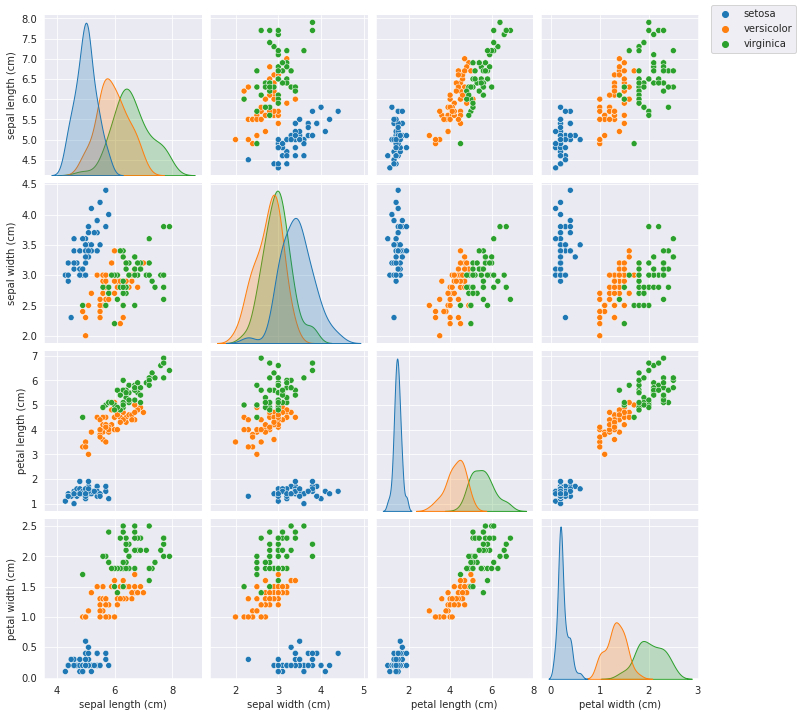 setosa
versicolor
virginica
sepal length (cm)
8.0
7.5
7.0
6.5
6.0
5.5
5.0
4.5
sepal width (cm)
4.5
4.0
3.5
3.0
2.5
2.0
petal length (cm)
7
6
5
4
3
2
1
petal width (cm)
2.5
2.0
1.5
1.0
0.5
0.0
4 6 8
2 3 4 5
2 4 6 8
0 1 2 3
sepal length (cm) sepal width (cm) petal length (cm) petal width (cm)